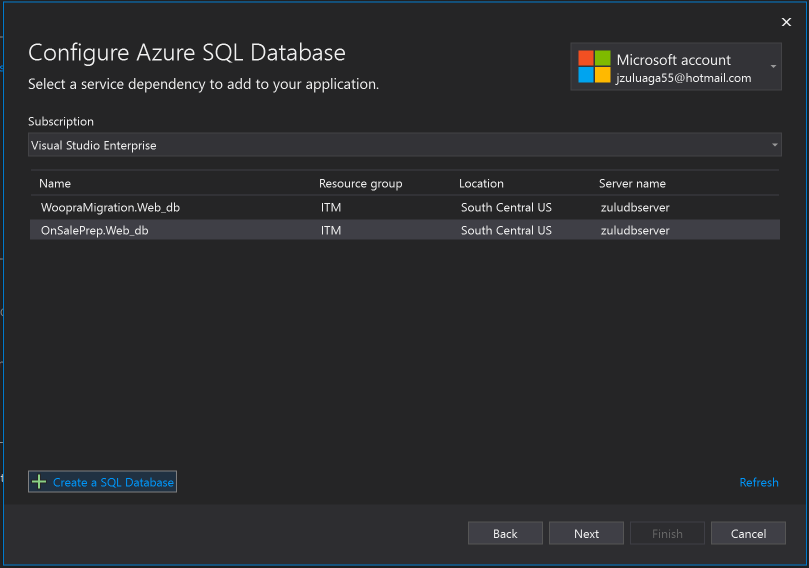 Configure Azure SQL Database
Select a service dependency to add to your application.
Microsoft account
jzuluaga55@hotmail.com
Subscription
Visual Studio Enterprise
Name Resource group Location Server name
WoopraMigration.Web_db ITM South Central US zuludbserver
OnSalePrep.Web_db ITM South Central US zuludbserver
Create a SQL Database Refresh
Back Next Finish Cancel